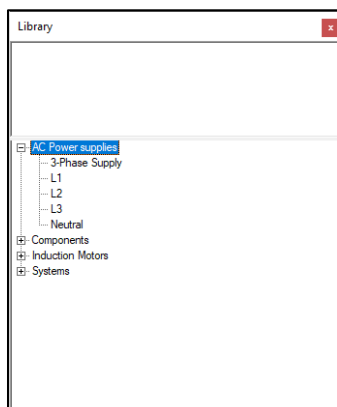 Library
x
AC Power supplies
3-Phase Supply
L1
L2
L3
Neutral
Components
Induction Motors
Systems